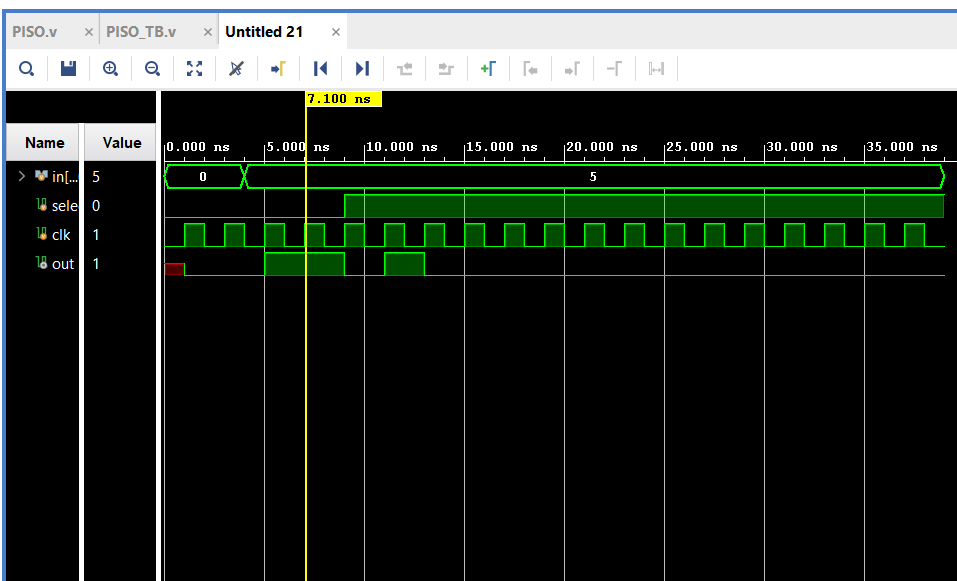 PISO.v × PISO_TB.v × Untitled 21 ×
7.100 ns
Name Value
0.000 ns 5.000 ns 10.000 ns 15.000 ns 20.000 ns 25.000 ns 30.000 ns 35.000 ns
in[... 5 0 5
sele 0
clk 1
out 1